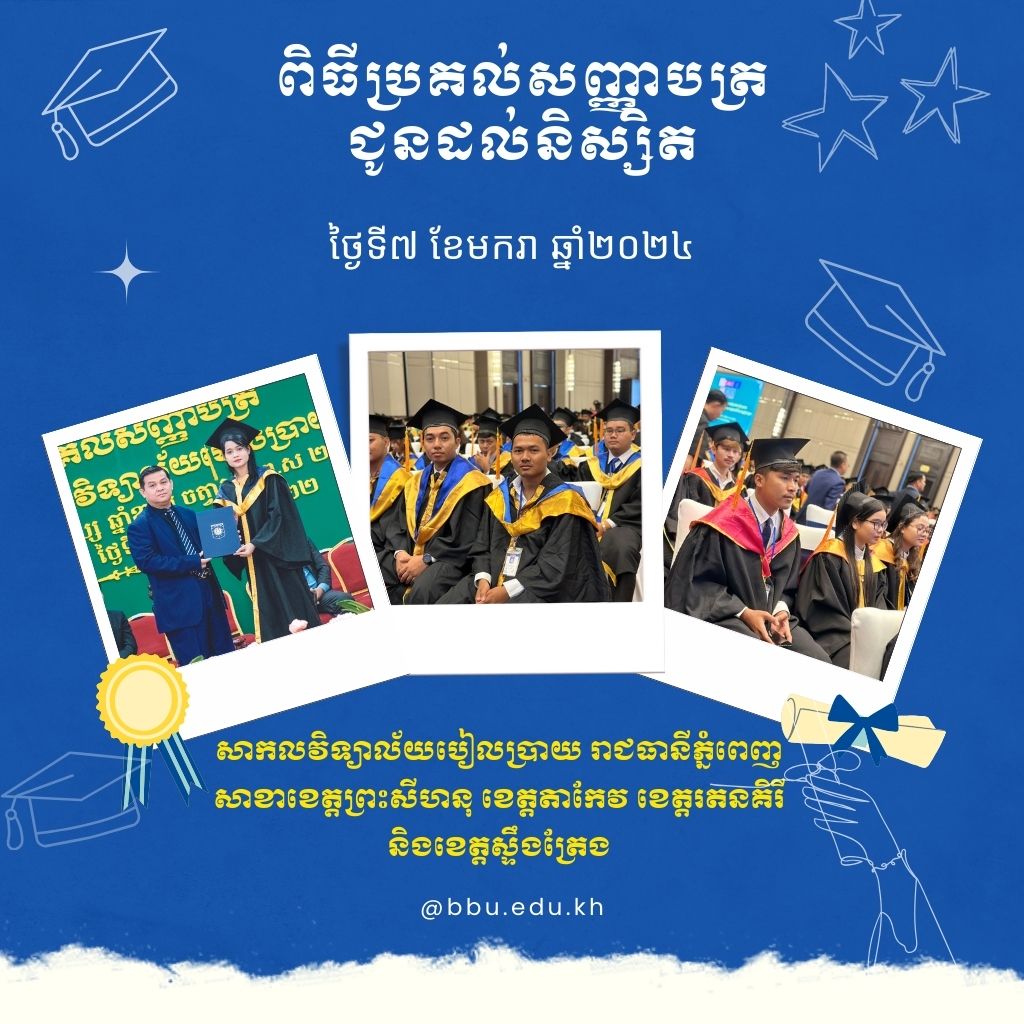 ពិធីប្រគល់សញ្ញាបត្រ
ជូនដល់និស្សិត
ថ្ងៃទី៧ ខែមករា ឆ្នាំ២០២៤
សាកលវិទ្យាល័យបៀលប្រាយ រាជធានីភ្នំពេញ
សាខាខេត្តព្រះសីហនុ ខេត្តតាកែវ ខេត្តរតនគិរី
និងខេត្តស្ទឹងត្រែង
@bbu.edu.kh